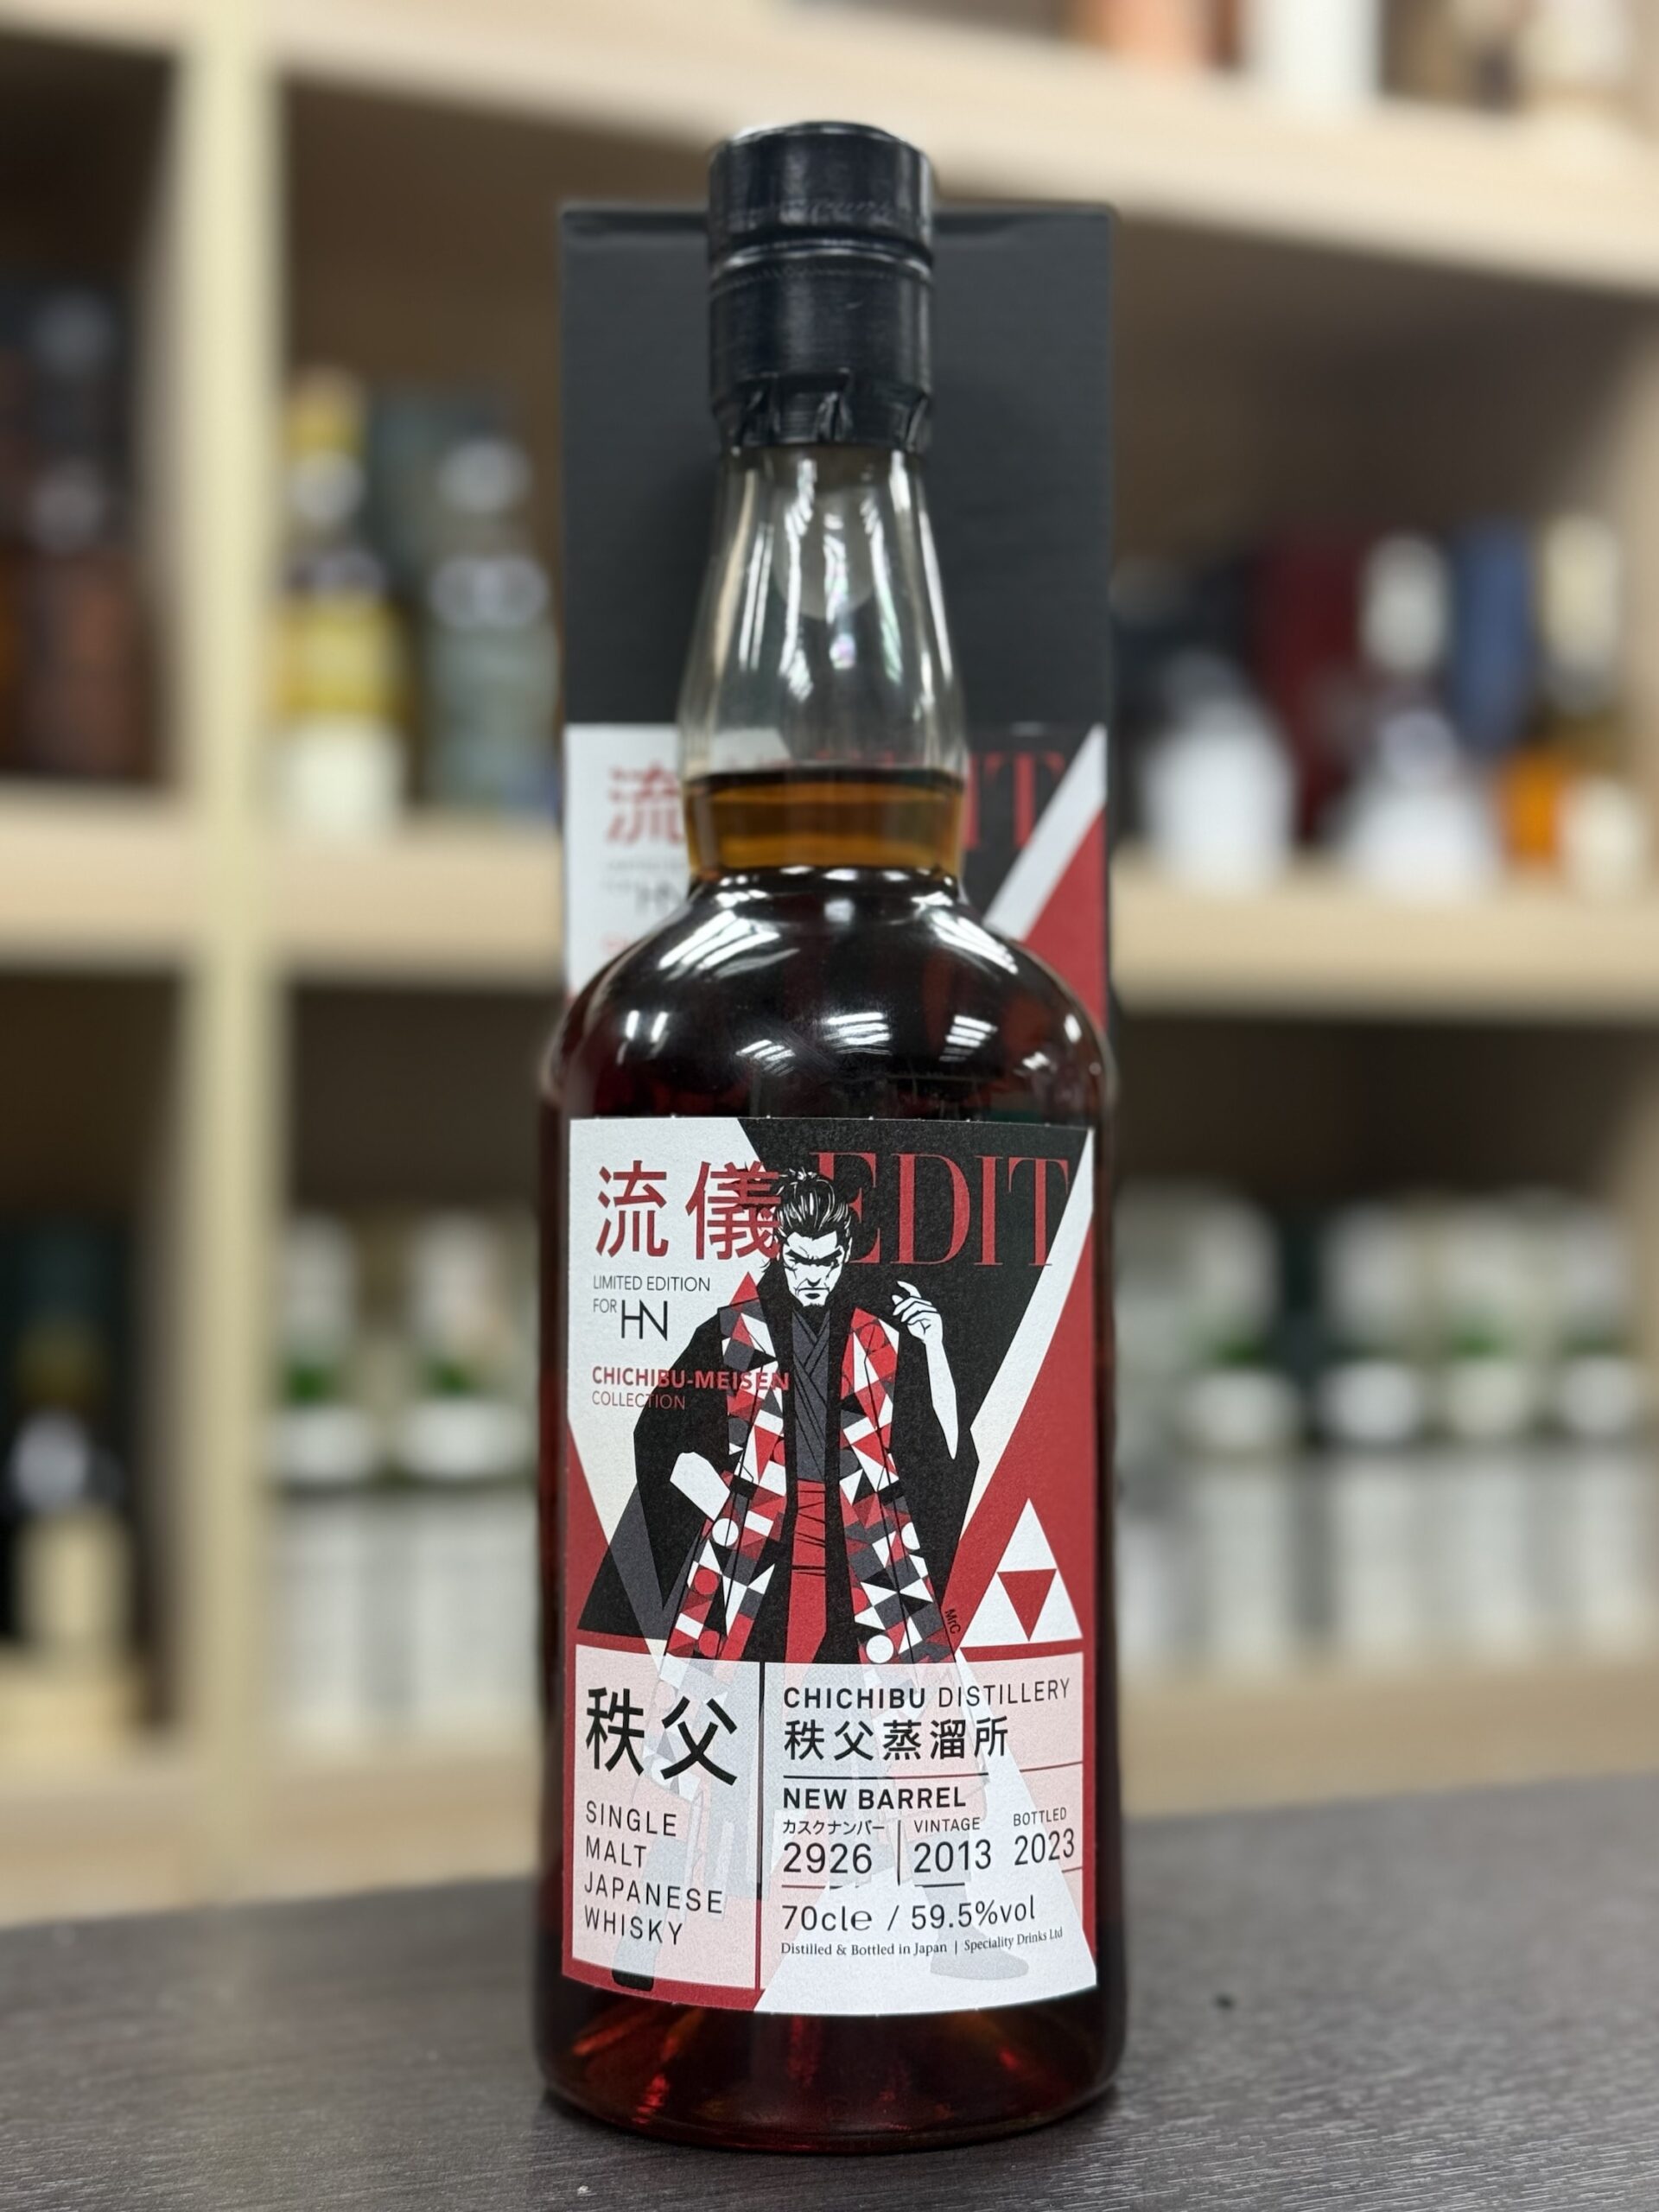 流儀 EDIT
LIMITED EDITION
FOR HN
CHICHIBU-MEISEN
COLLECTION
MrC
秩父
SINGLE
MALT
JAPANESE
WHISKY
CHICHIBU DISTILLERY
秩父蒸溜所
NEW BARREL
カスクナンバー VINTAGE BOTTLED
2926 2013 2023
70cle / 59.5%vol
Distilled & Bottled in Japan | Speciality Drinks Ltd